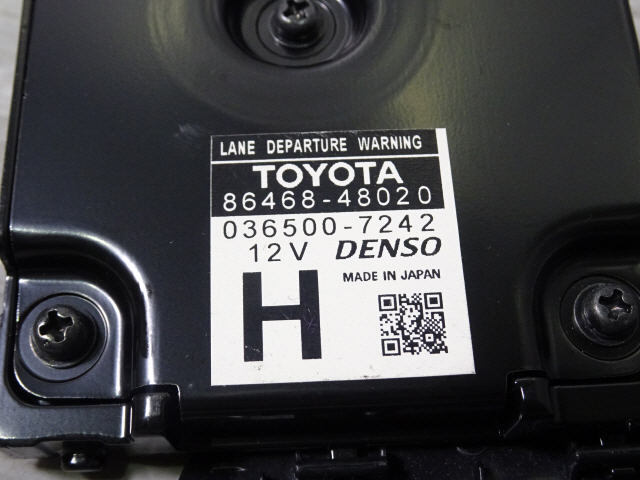 LANE DEPARTURE WARNING
TOYOTA
86468-48020
036500-7242
12V DENSO
MADE IN JAPAN
H